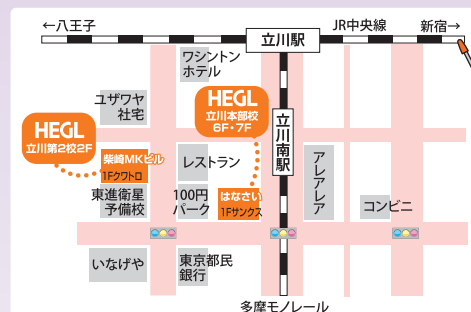 ←八王子
JR中央線
新宿→
立川駅
ワシントン
ホテル
ユザワヤ
社宅
HEGL
立川本部校
6F・7F
HEGL
立川第2校2F
立川南駅
柴崎MKビル
1Fクワトロ
レストラン
アレアレア
東進衛星
予備校
100円
パーク
はなさい
1Fサンクス
コンビニ
いなげや
東京都民
銀行
多摩モノレール